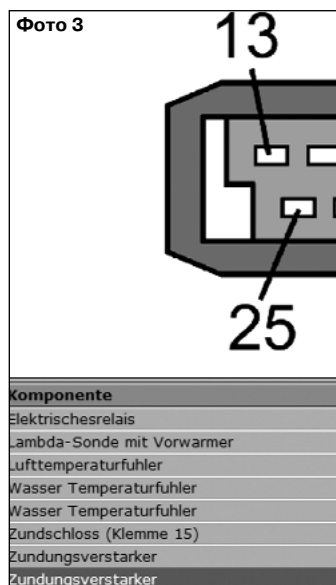 Фото 3
13
25
Komponente
Elektrischesrelais
Lambda-Sonde mit Vorwarmer
Lufttemperaturfuhler
Wasser Temperaturfuhler
Wasser Temperaturfuhler
Zundschloss (Klemme 15)
Zundungsverstarker
Zundungsverstarker